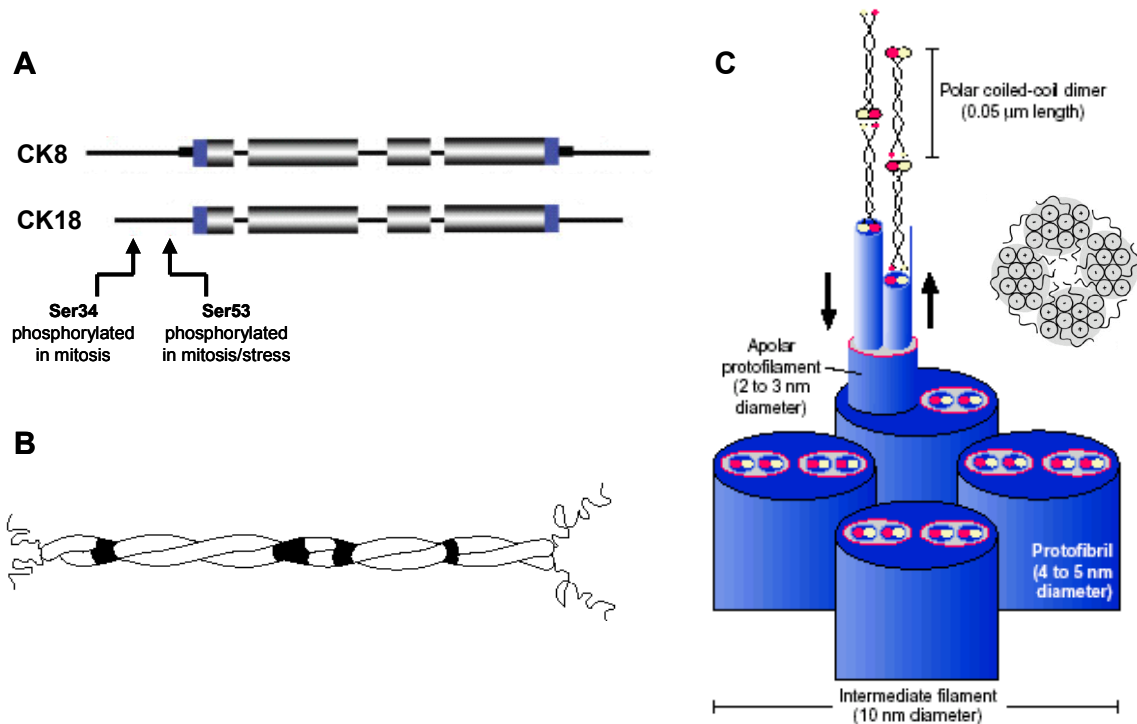 A
CK8
CK18
Ser34
phosphorylated
in mitosis
Ser53
phosphorylated
in mitosis/stress
B
C
Polar coiled-coil dimer
(0.05 µm length)
Apolar
protofilament
(2 to 3 nm
diameter)
Protofibril
(4 to 5 nm
diameter)
Intermediate filament
(10 nm diameter)